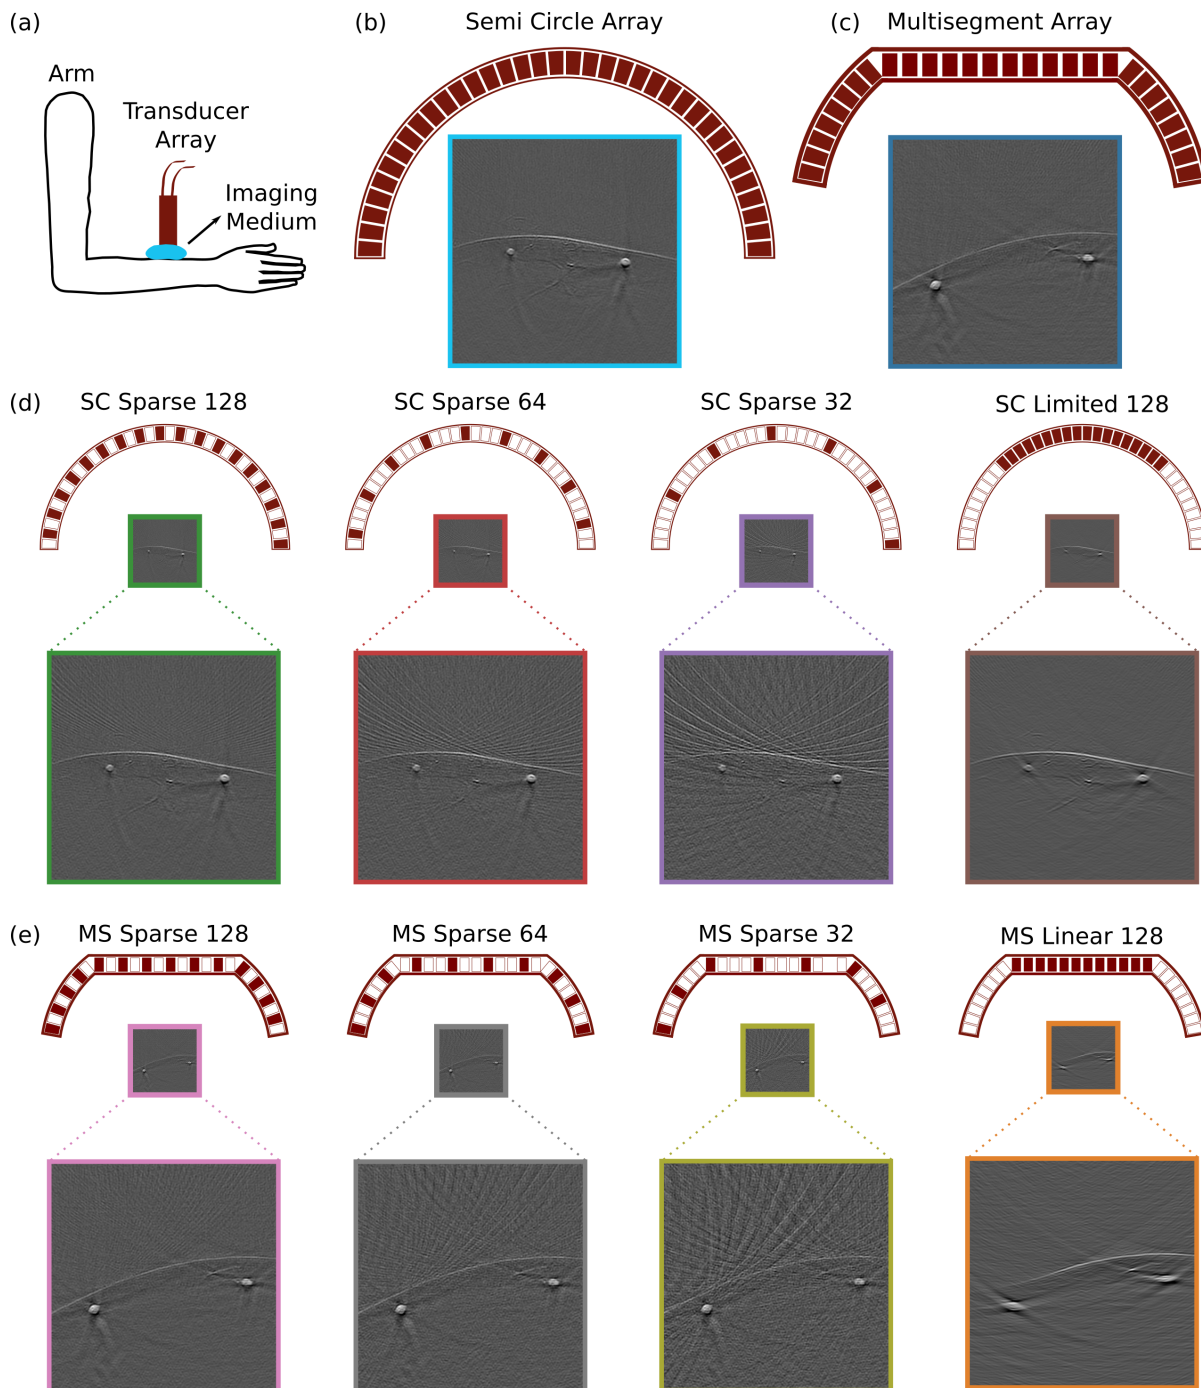 (a)
Arm
Transducer
Array
Imaging
Medium
(b)
Semi Circle Array
(c)
Multisegment Array
(d)
SC Sparse 128
SC Sparse 64
SC Sparse 32
SC Limited 128
(e)
MS Sparse 128
MS Sparse 64
MS Sparse 32
MS Linear 128